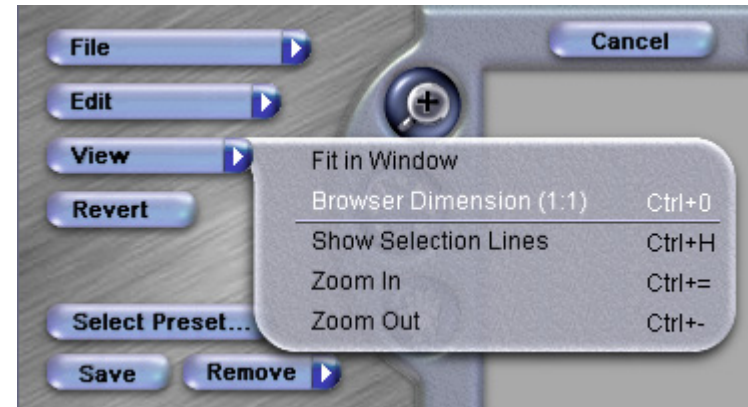 File
Cancel
Edit
View
Fit in Window
Browser Dimension (1:1) Ctrl+0
Revert
Show Selection Lines Ctrl+H
Zoom In Ctrl+=
Select Preset...
Zoom Out Ctrl+-
Save
Remove